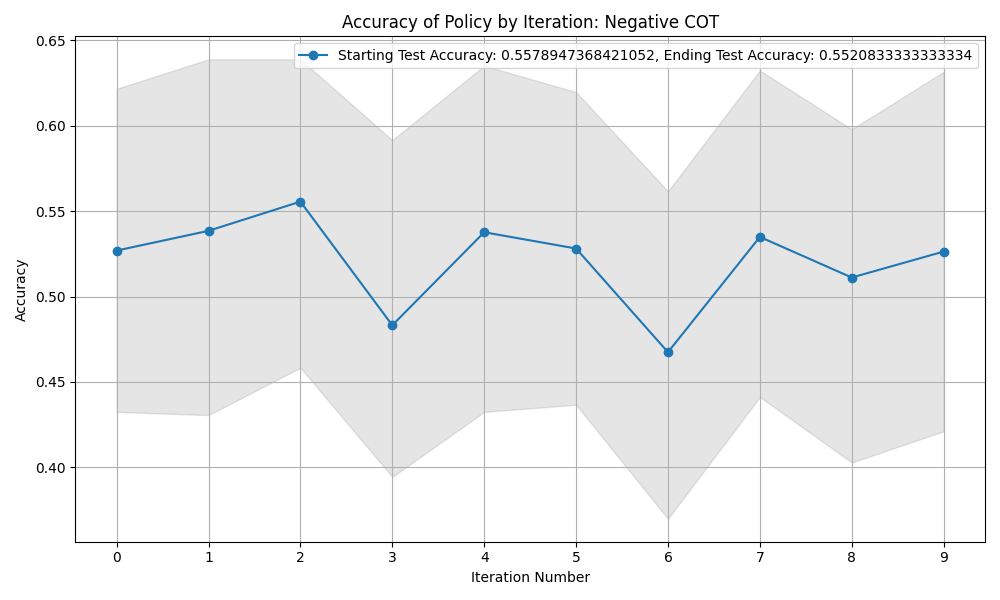 Accuracy of Policy by Iteration: Negative COT
Starting Test Accuracy: 0.5578947368421052, Ending Test Accuracy: 0.5520833333333334
0.65
0.60
0.55
0.50
0.45
0.40
Accuracy
0 1 2 3 4 5 6 7 8 9
Iteration Number